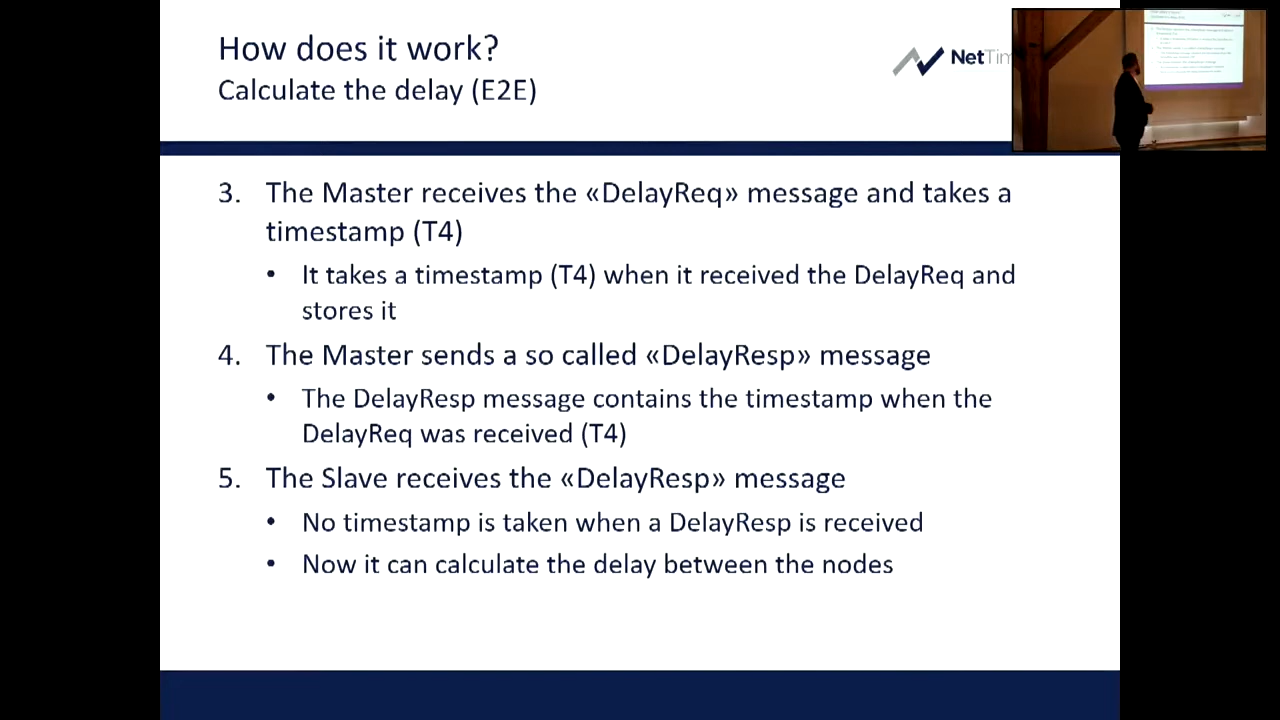 How does it work?
Calculate the delay (E2E)
NetTim
3. The Master receives the «DelayReq» message and takes a
timestamp (T4)
• It takes a timestamp (T4) when it received the DelayReq and
stores it
4. The Master sends a so called «DelayResp» message
• The DelayResp message contains the timestamp when the
DelayReq was received (T4)
5. The Slave receives the «DelayResp» message
• No timestamp is taken when a DelayResp is received
• Now it can calculate the delay between the nodes